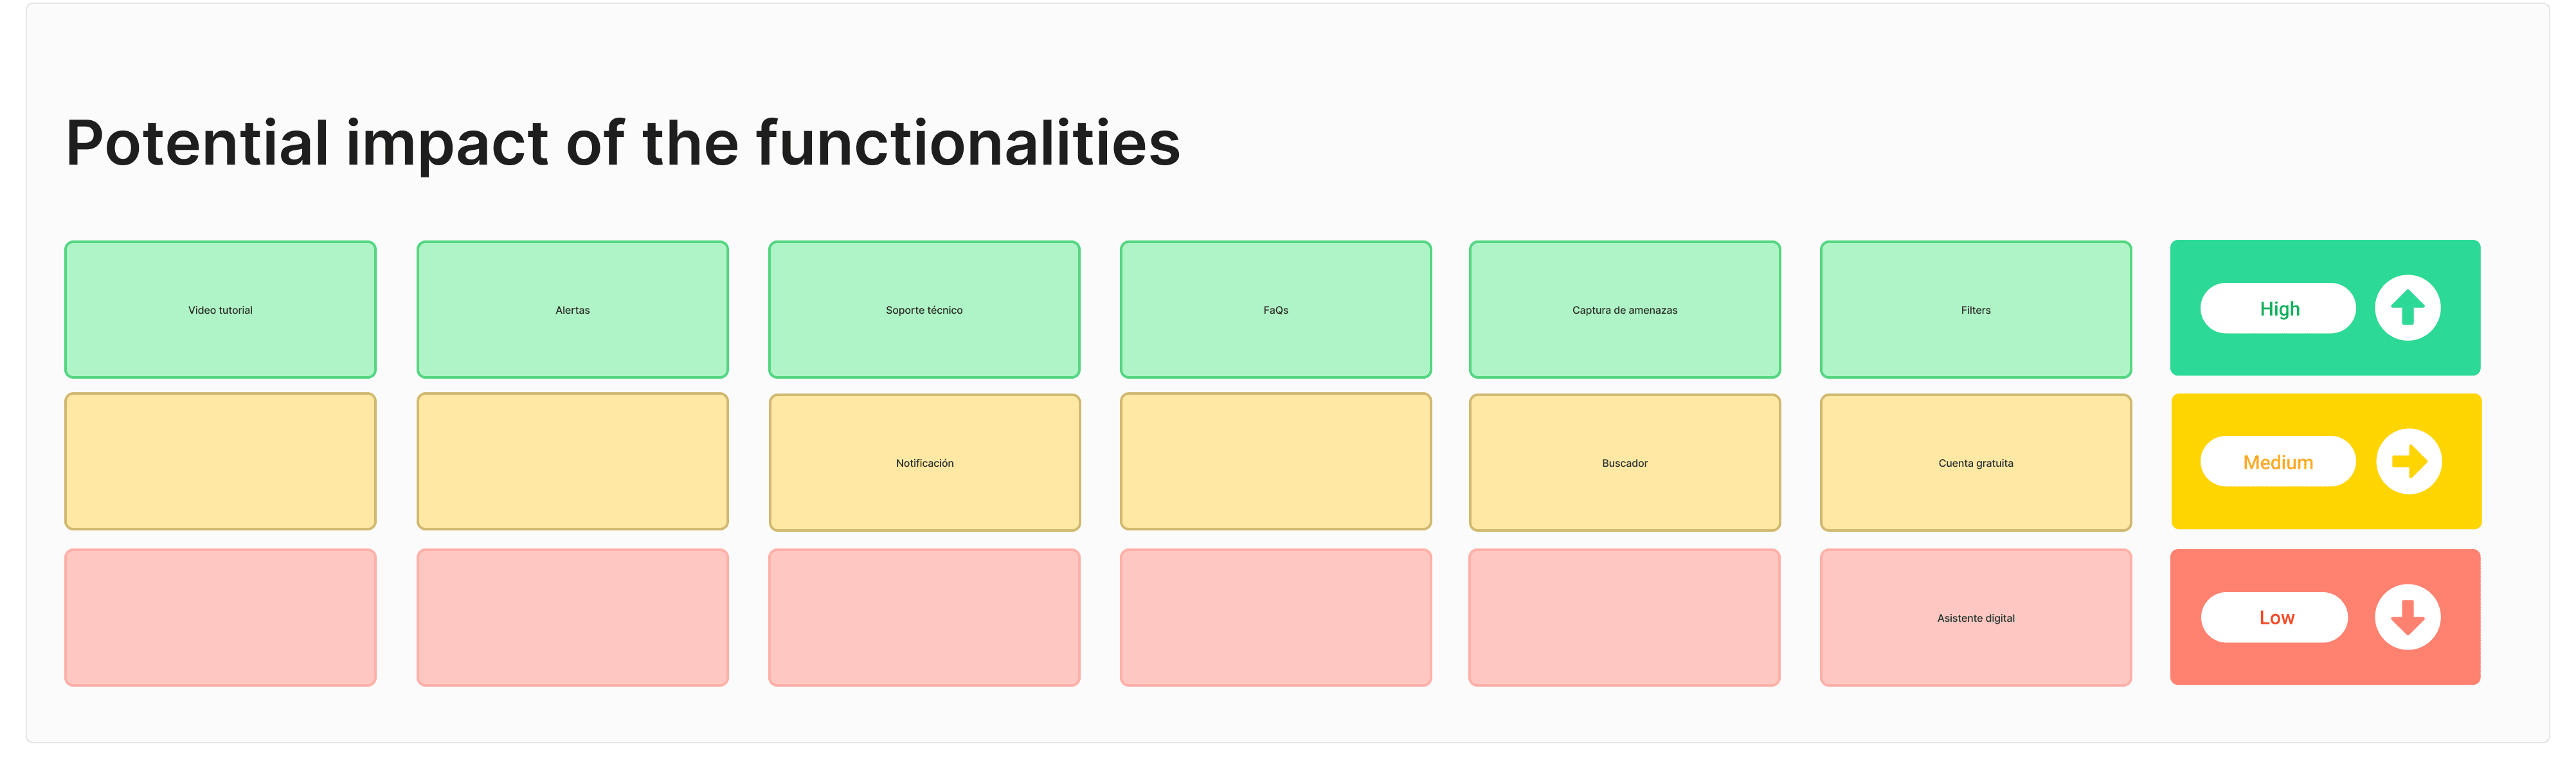 Potential impact of the functionalities
Video tutorial
Alertas
Soporte técnico
FaQs
Captura de amenazas
Filters
High
Notificación
Buscador
Cuenta gratuita
Medium
Asistente digital
Low